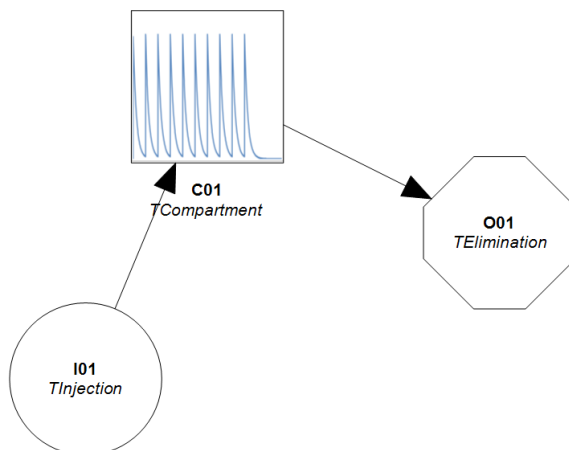 C01
TCompartment
O01
TElimination
I01
TInjection